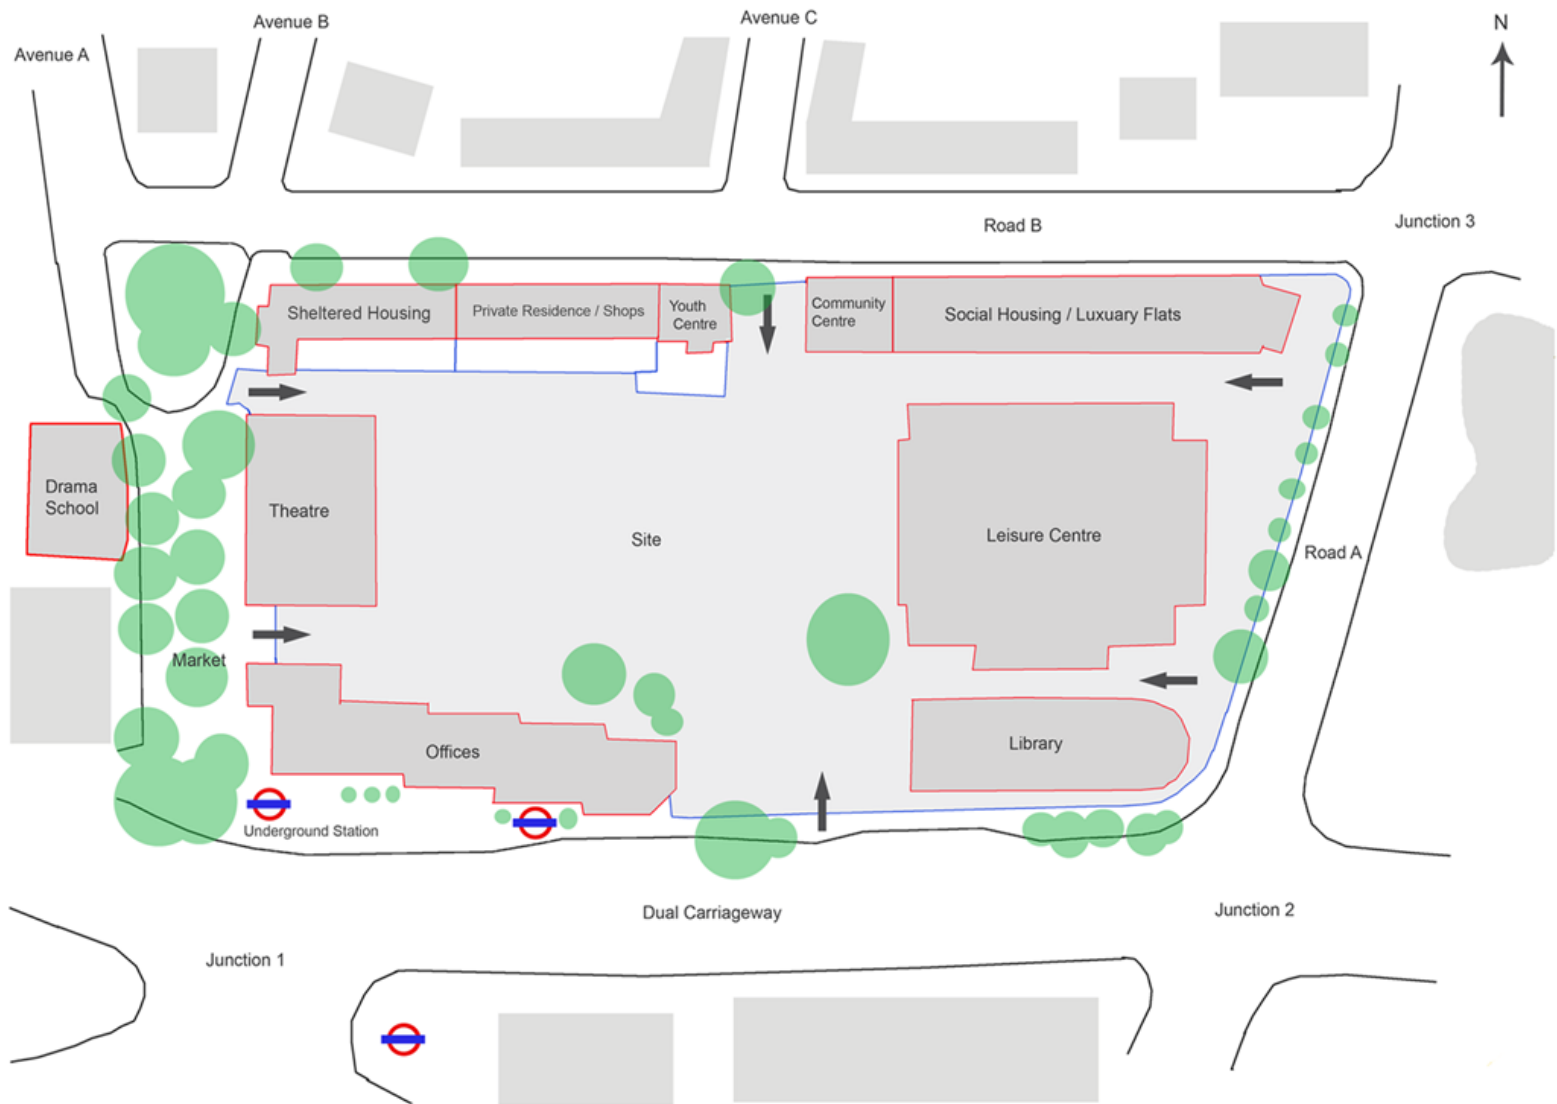 Avenue A
Avenue B
Avenue C
N
Road B
Junction 3
Sheltered Housing
Private Residence / Shops
Youth
Centre
Community
Centre
Social Housing / Luxuary Flats
Drama
School
Theatre
Site
Leisure Centre
Road A
Market
Offices
Library
Underground Station
Dual Carriageway
Junction 2
Junction 1